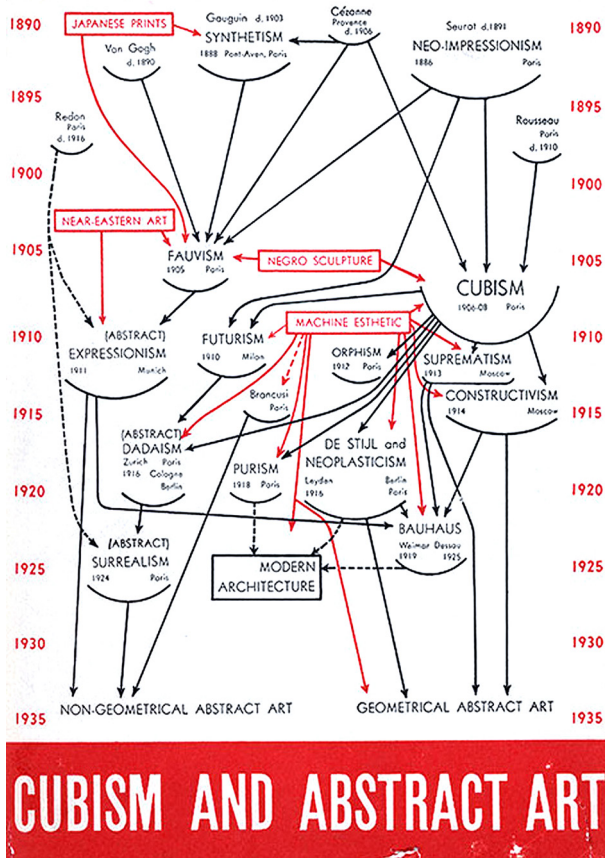 1890
JAPANESE PRINTS
Gauguin d. 1903
SYNTHETISM
1888 Pont-Aven, Paris
Cézanne
Provence
d. 1906
Seurat d.1891
NEO-IMPRESSIONISM
1886 Paris
1890
Van Gogh
d. 1890
1895
1895
Redon
Paris
d. 1916
Rousseau
Paris
d. 1910
1900
1900
NEAR-EASTERN ART
1905
FAUVISM
1905 Paris
NEGRO SCULPTURE
1905
CUBISM
1906-08 Paris
1910
(ABSTRACT)
EXPRESSIONISM
1911 Munich
FUTURISM
1910 Milan
MACHINE ESTHETIC
ORPHISM
1912 Paris
SUPREMATISM
1913 Moscow
1910
Brancusi
Paris
CONSTRUCTIVISM
1914 Moscow
1915
1915
(ABSTRACT)
DADAISM
Zurich Paris
1916 Cologne
Berlin
PURISM
1918 Paris
DE STIJL and
NEOPLASTICISM
Leyden Berlin
1916 Paris
1920
1920
BAUHAUS
Weimar Dessau
1919 1925
(ABSTRACT)
SURREALISM
1924 Paris
MODERN
ARCHITECTURE
1925
1925
1930
1930
NON-GEOMETRICAL ABSTRACT ART
GEOMETRICAL ABSTRACT ART
1935
1935
CUBISM AND ABSTRACT ART